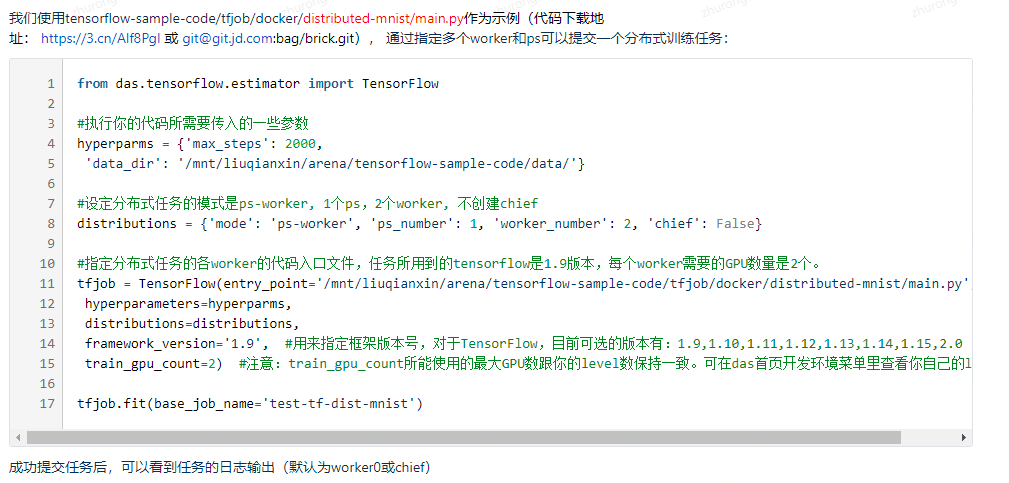 我们使用tensorflow-sample-code/tfjob/docker/distributed-mnist/main.py作为示例（代码下载地
址： https://3.cn/AIf8PgI 或 git@git.jd.com:bag/brick.git），通过指定多个worker和ps可以提交一个分布式训练任务：
1 from das.tensorflow.estimator import TensorFlow
2
3 #执行你的代码所需要传入的一些参数
4 hyperparms = {'max_steps': 2000,
5  'data_dir': '/mnt/liuqianxin/arena/tensorflow-sample-code/data/'}
6
7 #设定分布式任务的模式是ps-worker, 1个ps，2个worker, 不创建chief
8 distributions = {'mode': 'ps-worker', 'ps_number': 1, 'worker_number': 2, 'chief': False}
9
10 #指定分布式任务的各worker的代码入口文件，任务所用到的tensorflow是1.9版本，每个worker需要的GPU数量是2个。
11 tfjob = TensorFlow(entry_point='/mnt/liuqianxin/arena/tensorflow-sample-code/tfjob/docker/distributed-mnist/main.py'
12  hyperparameters=hyperparms,
13  distributions=distributions,
14  framework_version='1.9',  #用来指定框架版本号，对于TensorFlow，目前可选的版本有：1.9,1.10,1.11,1.12,1.13,1.14,1.15,2.0
15  train_gpu_count=2)  #注意：train_gpu_count所能使用的最大GPU数跟你的level数保持一致。可在das首页开发环境菜单里查看你自己的l
16
17 tfjob.fit(base_job_name='test-tf-dist-mnist')
成功提交任务后，可以看到任务的日志输出（默认为worker0或chief）